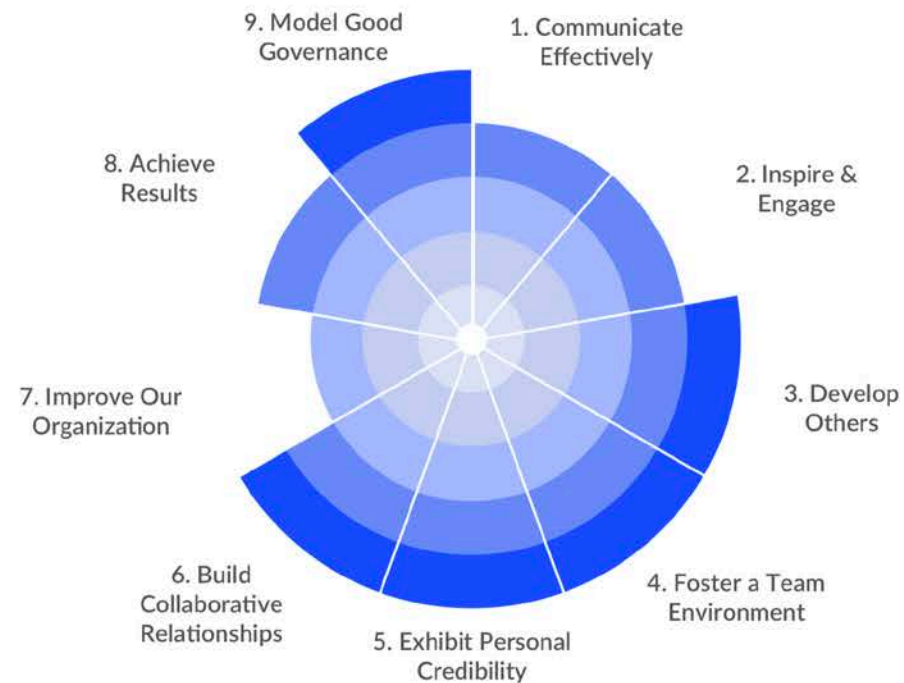 1. Communicate
Effectively
2. Inspire &
Engage
3. Develop
Others
4. Foster a Team
Environment
5. Exhibit Personal
Credibility
6. Build
Collaborative
Relationships
7. Improve Our
Organization
8. Achieve
Results
9. Model Good
Governance